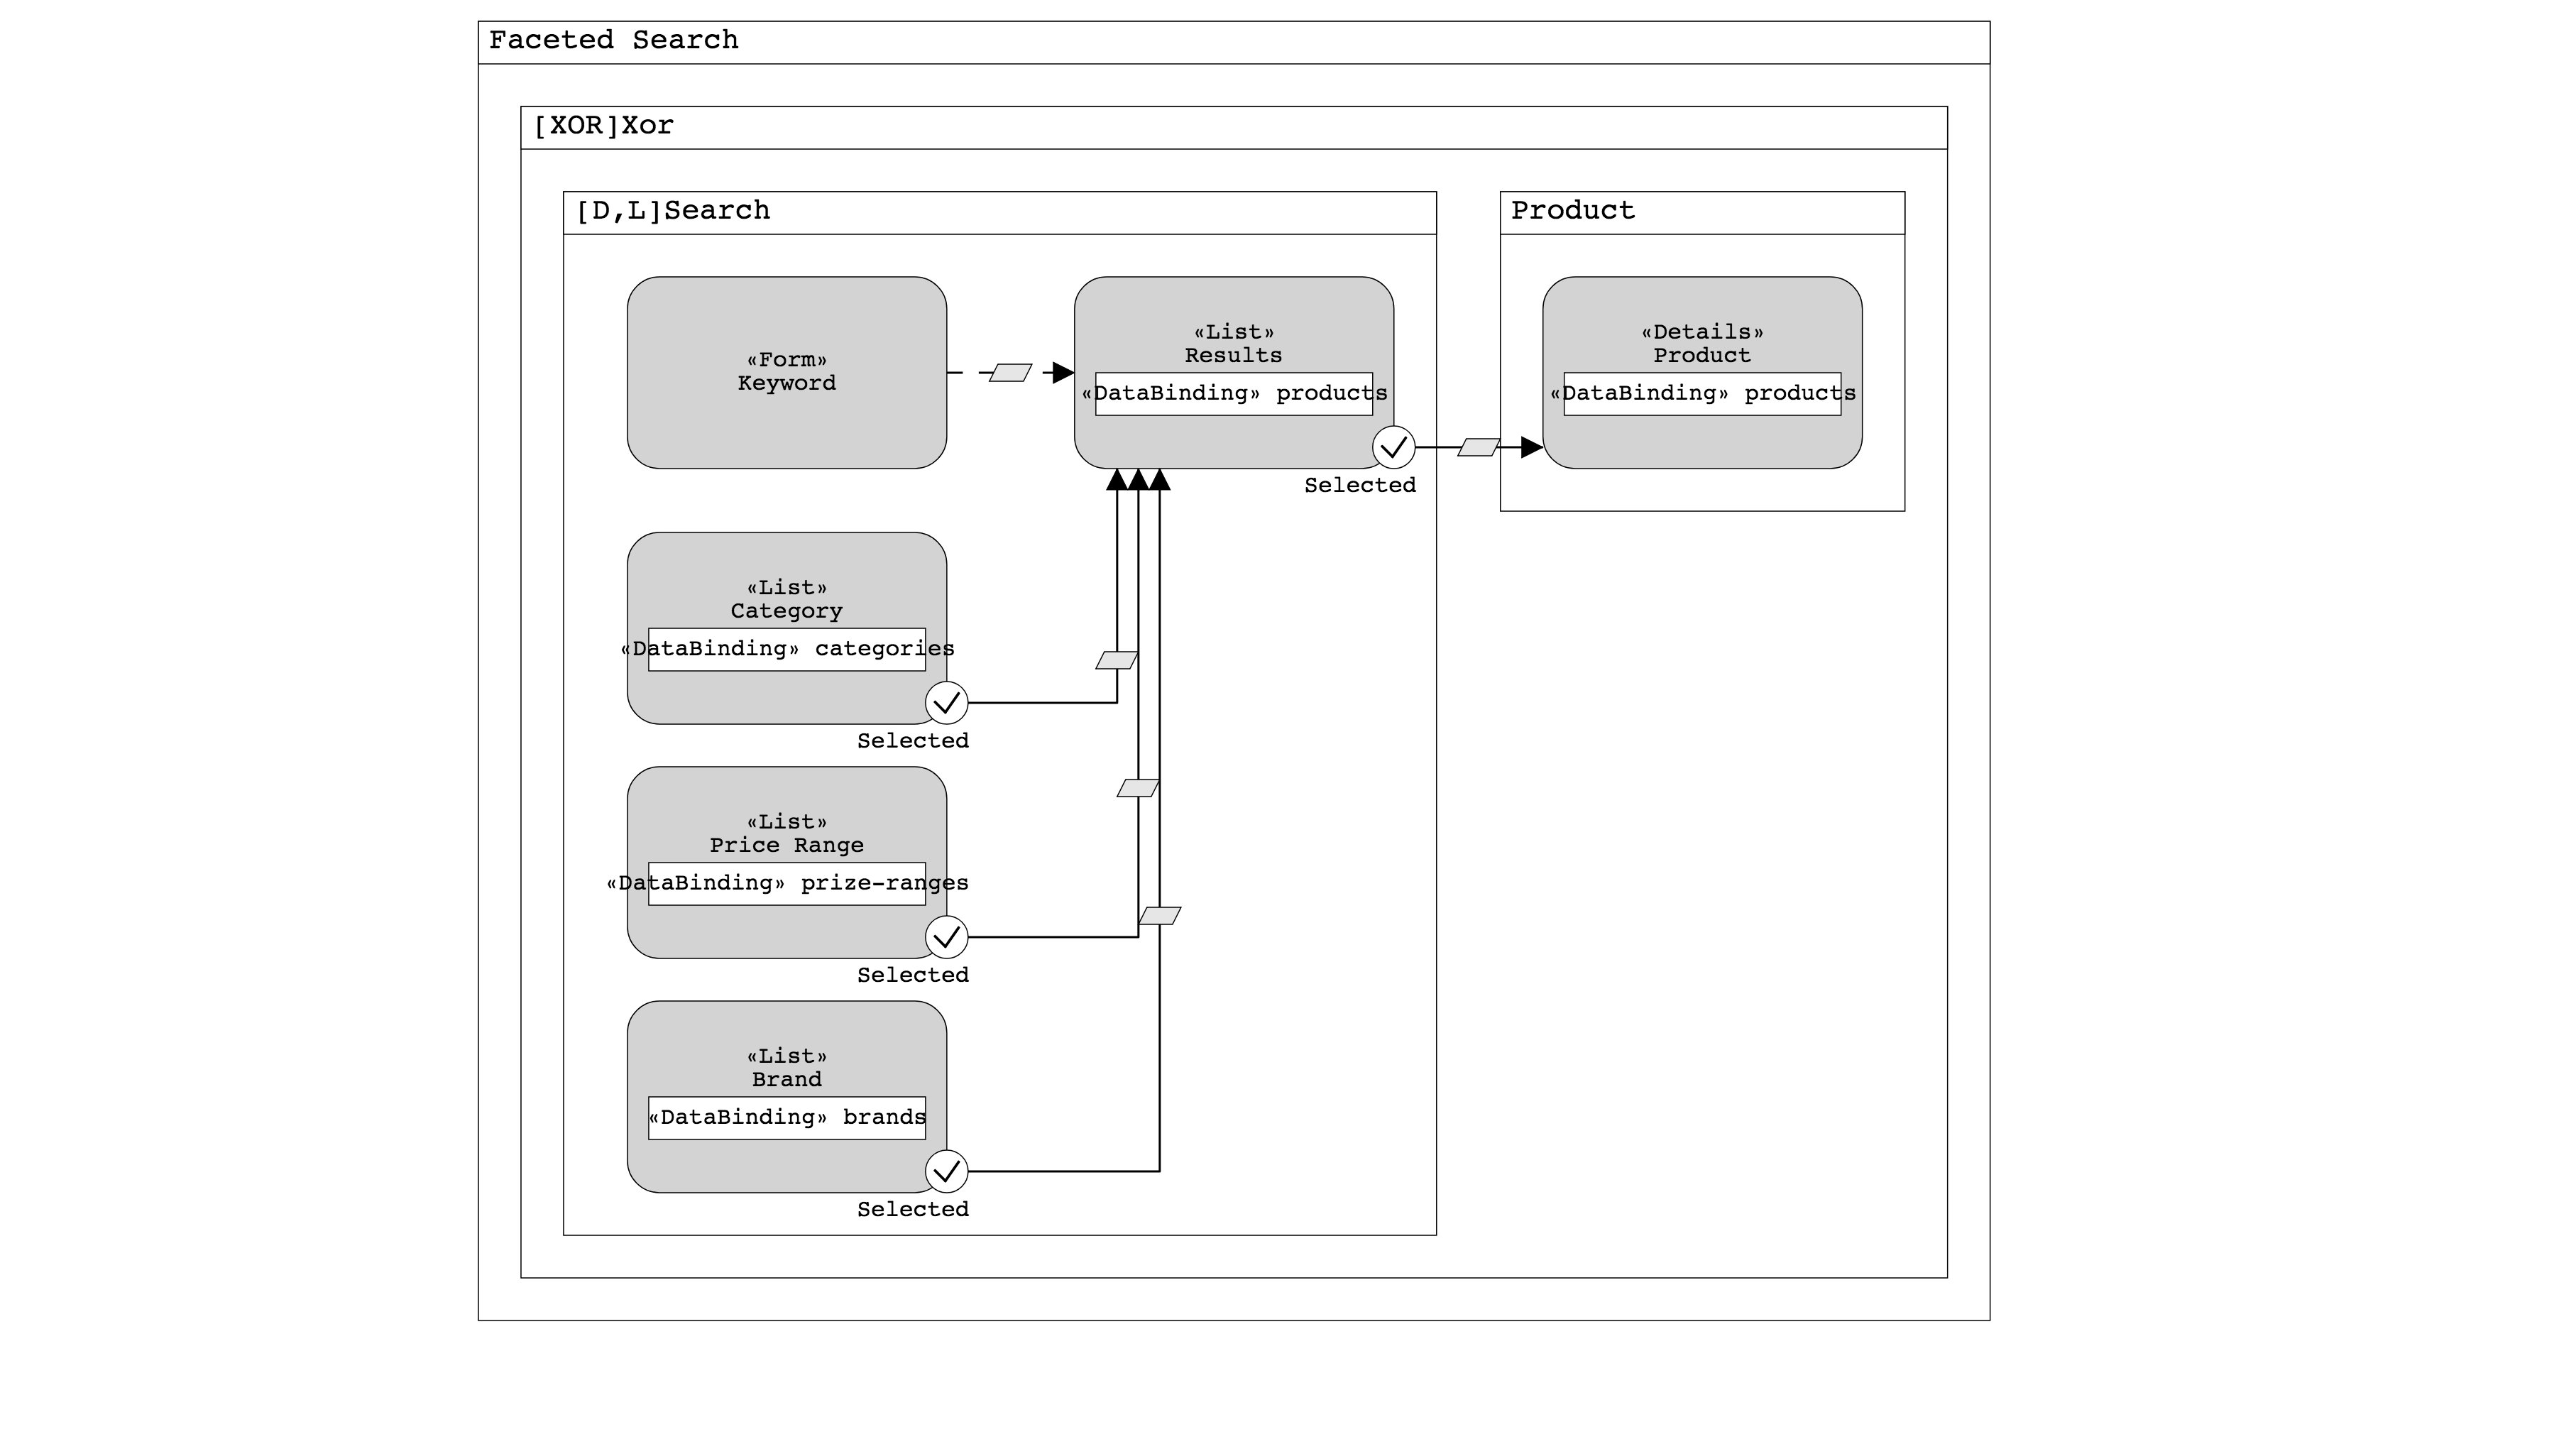 Faceted Search
[XOR]Xor
[D,L]Search
Product
«Form»
Keyword
«List»
Results
«DataBinding» products
Selected
«Details»
Product
«DataBinding» products
«List»
Category
«DataBinding» categories
Selected
«List»
Price Range
«DataBinding» prize-ranges
Selected
«List»
Brand
«DataBinding» brands
Selected